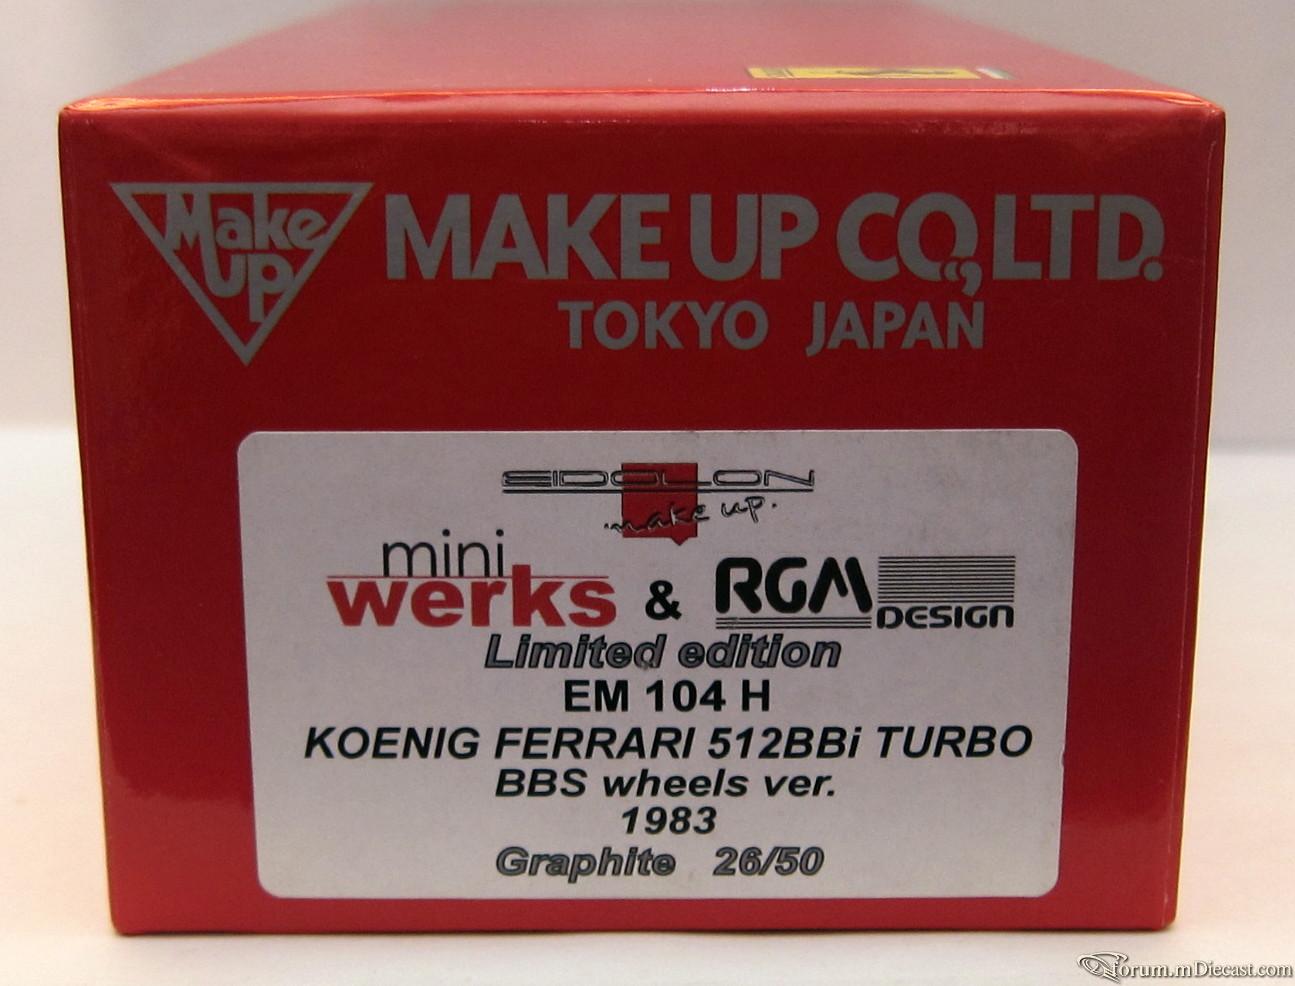 Make
up
MAKE UP CO.,LTD.
TOKYO JAPAN
EIDOLON
make up.
mini
werks & RGM
DESIGN
Limited edition
EM 104 H
KOENIG FERRARI 512BBi TURBO
BBS wheels ver.
1983
Graphite 26/50
forum.mDiecast.com